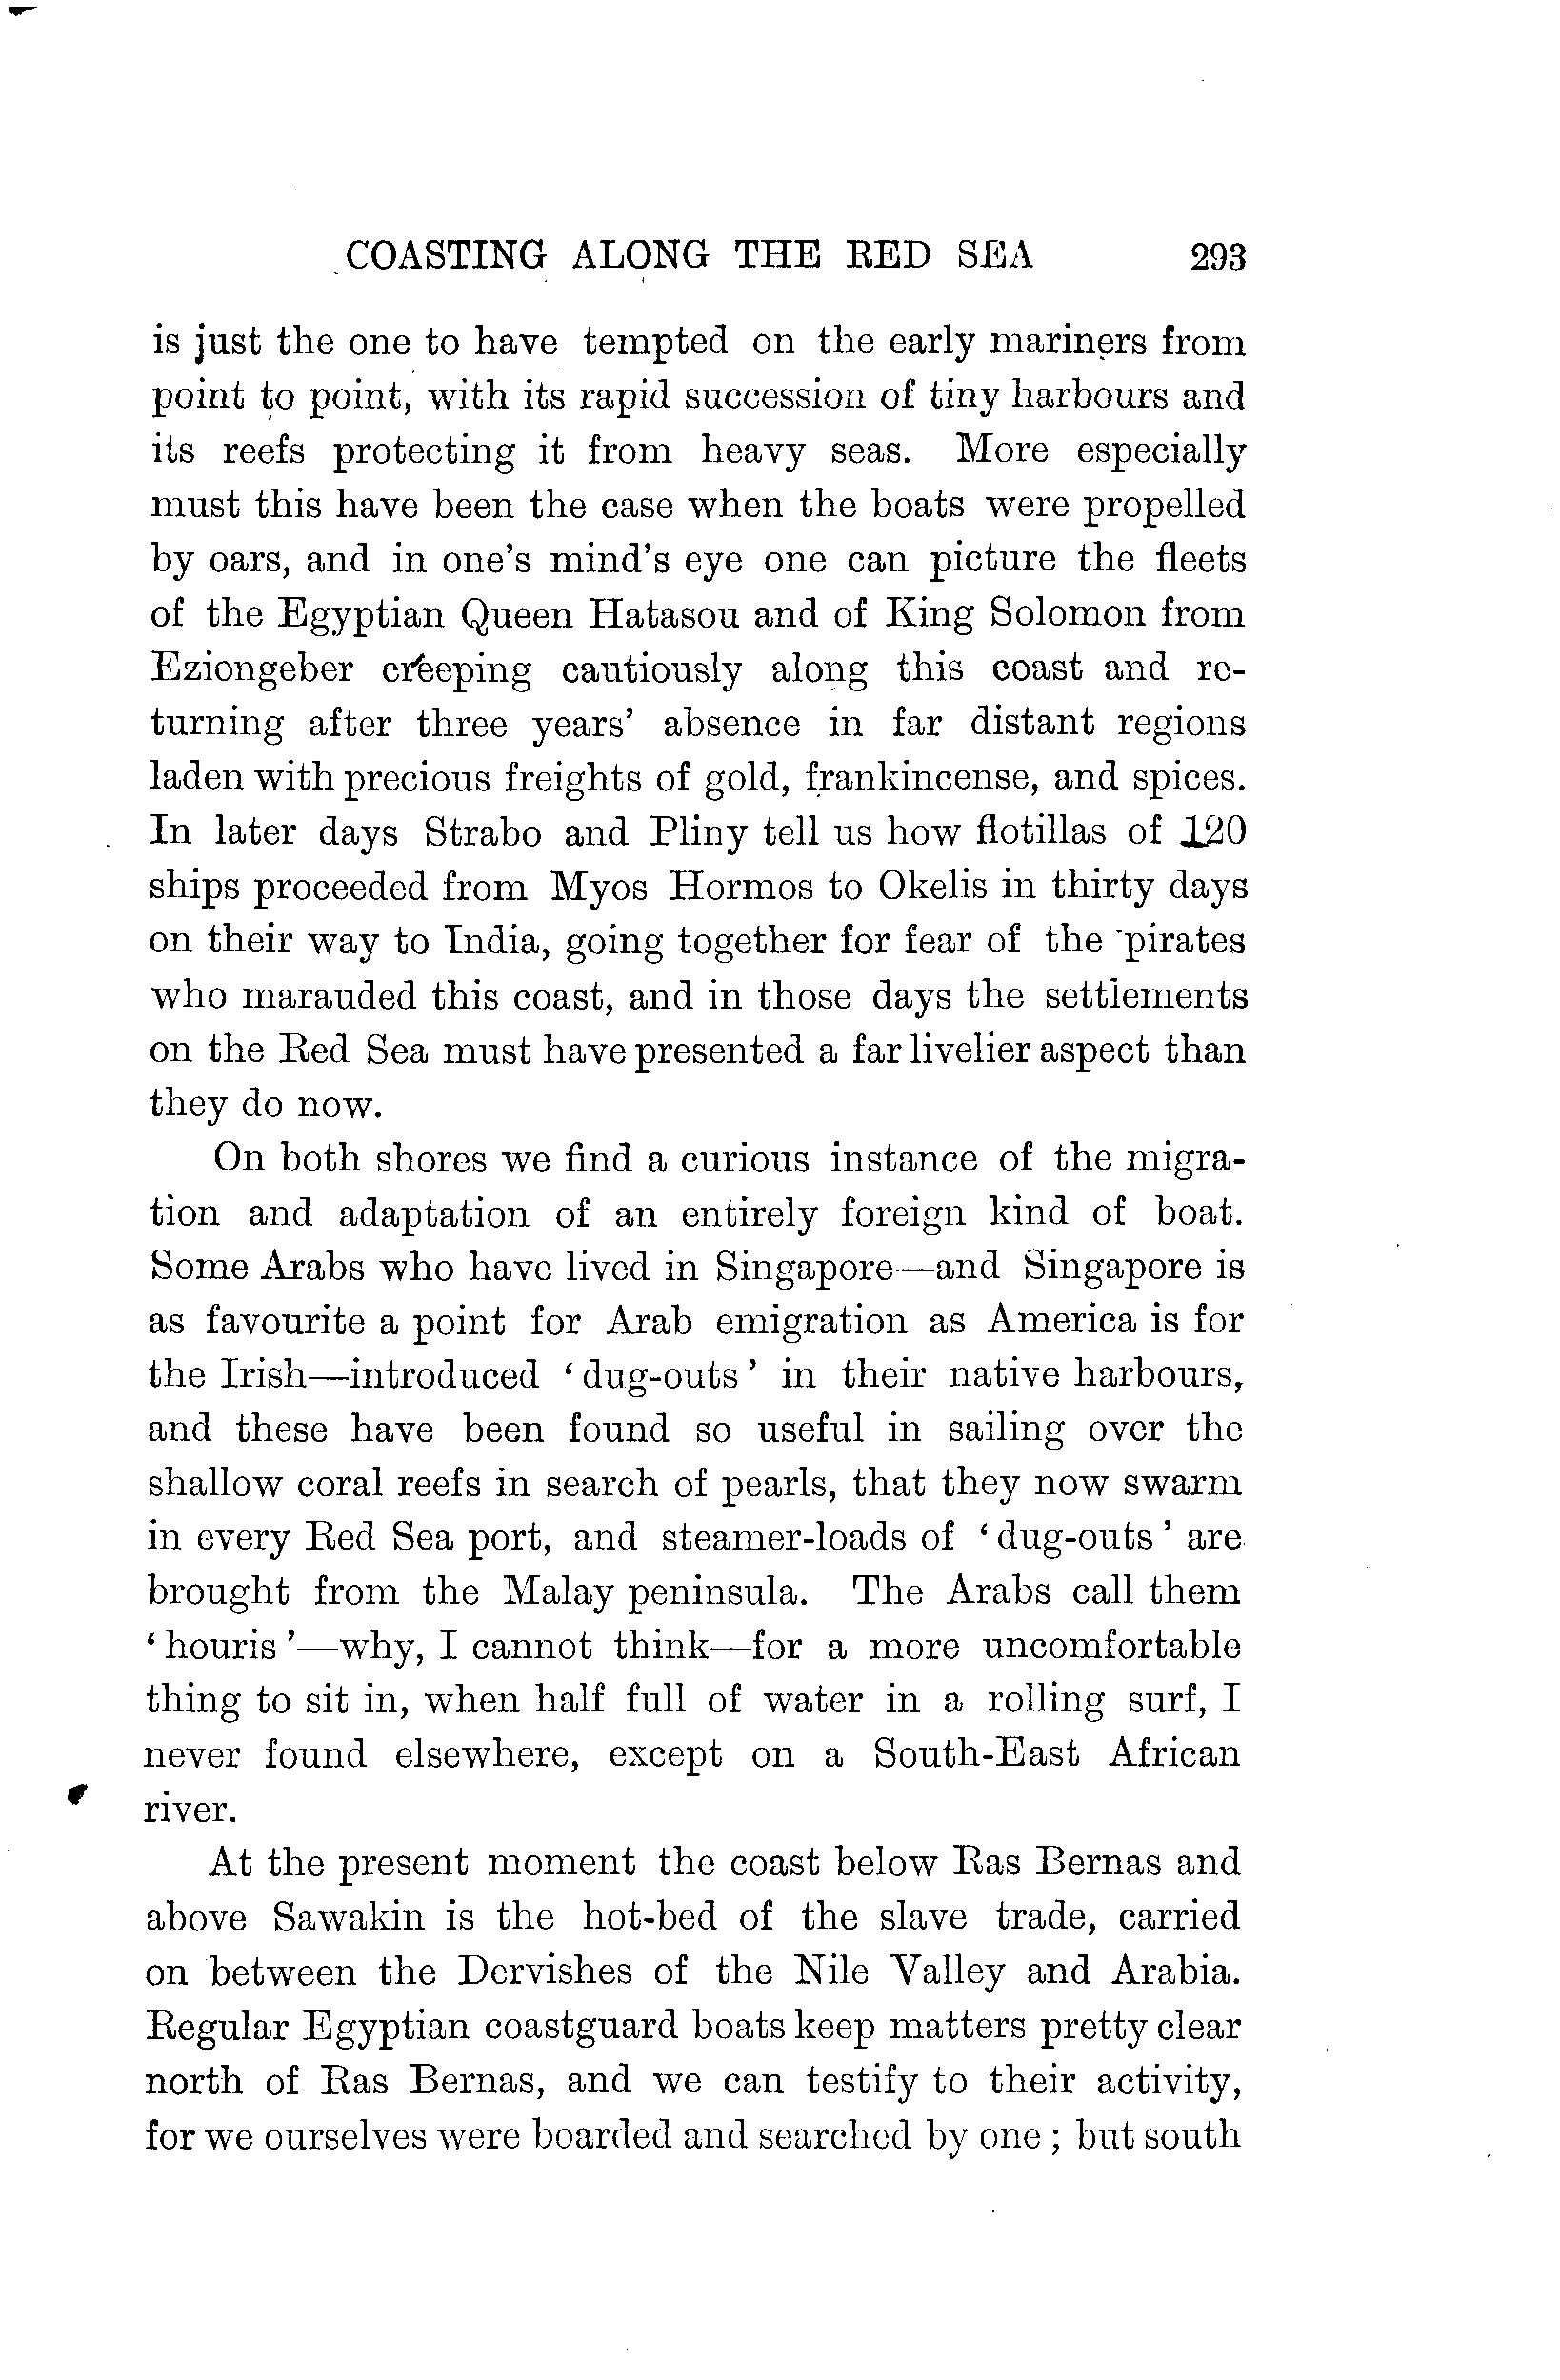 COASTING ALONG THE RED SEA 293
is just the one to have tempted on the early mariners from
point to point, with its rapid succession of tiny harbours and
its reefs protecting it from heavy seas. More especially
must this have been the case when the boats were propelled
by oars, and in one's mind's eye one can picture the fleets
of the Egyptian Queen Hatasou and of King Solomon from
Eziongeber creeping cautiously along this coast and re-
turning after three years' absence in far distant regions
laden with precious freights of gold, frankincense, and spices.
In later days Strabo and Pliny tell us how flotillas of 120
ships proceeded from Myos Hormos to Okelis in thirty days
on their way to India, going together for fear of the pirates
who marauded this coast, and in those days the settlements
on the Red Sea must have presented a far livelier aspect than
they do now.
On both shores we find a curious instance of the migra-
tion and adaptation of an entirely foreign kind of boat.
Some Arabs who have lived in Singapore—and Singapore is
as favourite a point for Arab emigration as America is for
the Irish—introduced ‘dug-outs’ in their native harbours,
and these have been found so useful in sailing over the
shallow coral reefs in search of pearls, that they now swarm
in every Red Sea port, and steamer-loads of ‘dug-outs’ are
brought from the Malay peninsula. The Arabs call them
‘houris’—why, I cannot think—for a more uncomfortable
thing to sit in, when half full of water in a rolling surf, I
never found elsewhere, except on a South-East African
river.
At the present moment the coast below Ras Bernas and
above Sawakin is the hot-bed of the slave trade, carried
on between the Dervishes of the Nile Valley and Arabia.
Regular Egyptian coastguard boats keep matters pretty clear
north of Ras Bernas, and we can testify to their activity,
for we ourselves were boarded and searched by one; but south